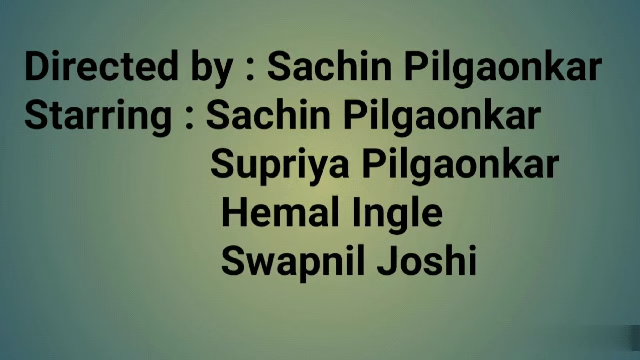 Directed by : Sachin Pilgaonkar
Starring : Sachin Pilgaonkar
Supriya Pilgaonkar
Hemal Ingle
Swapnil Joshi